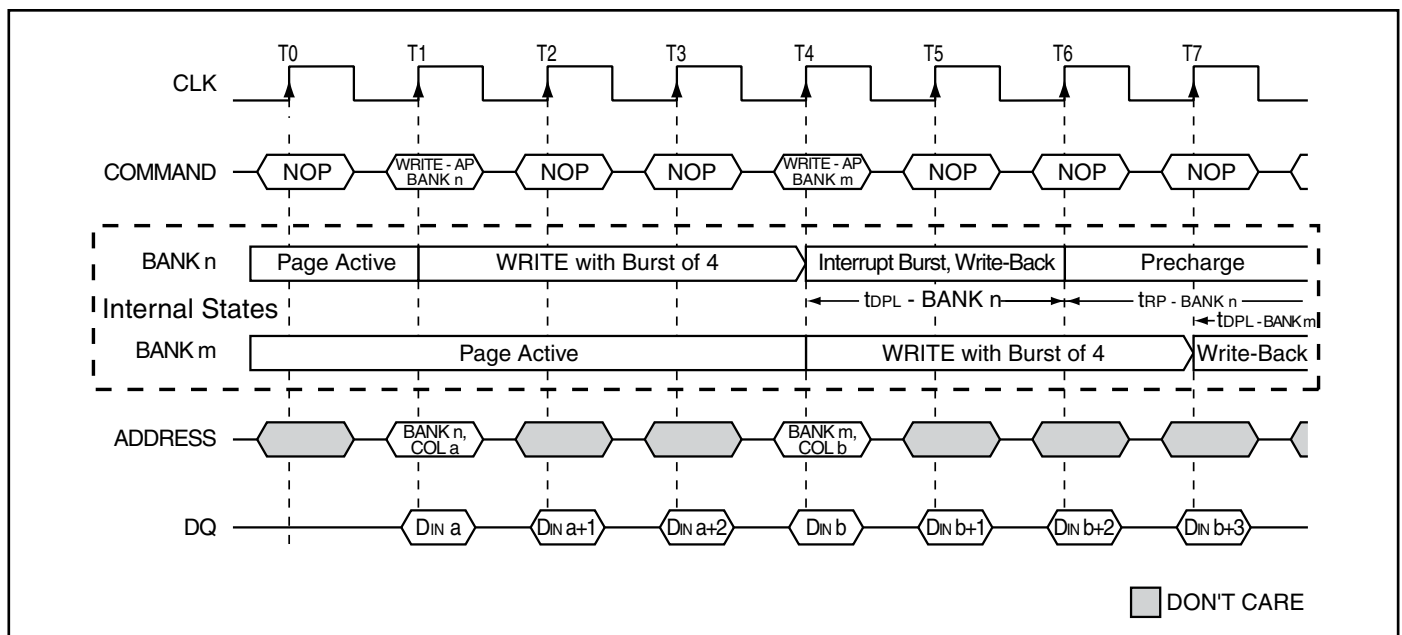 T0 T1 T2 T3 T4 T5 T6 T7
CLK
COMMAND NOP WRITE - AP BANK n NOP NOP WRITE - AP BANK m NOP NOP NOP
BANK n Page Active WRITE with Burst of 4 Interrupt Burst, Write-Back Precharge
Internal States tDPL - BANK n tRP - BANK n
tDPL - BANK m
BANK m Page Active WRITE with Burst of 4 Write-Back
ADDRESS BANK n, COL a BANK m, COL b
DQ DIN a DIN a+1 DIN a+2 DIN b DIN b+1 DIN b+2 DIN b+3
DON'T CARE